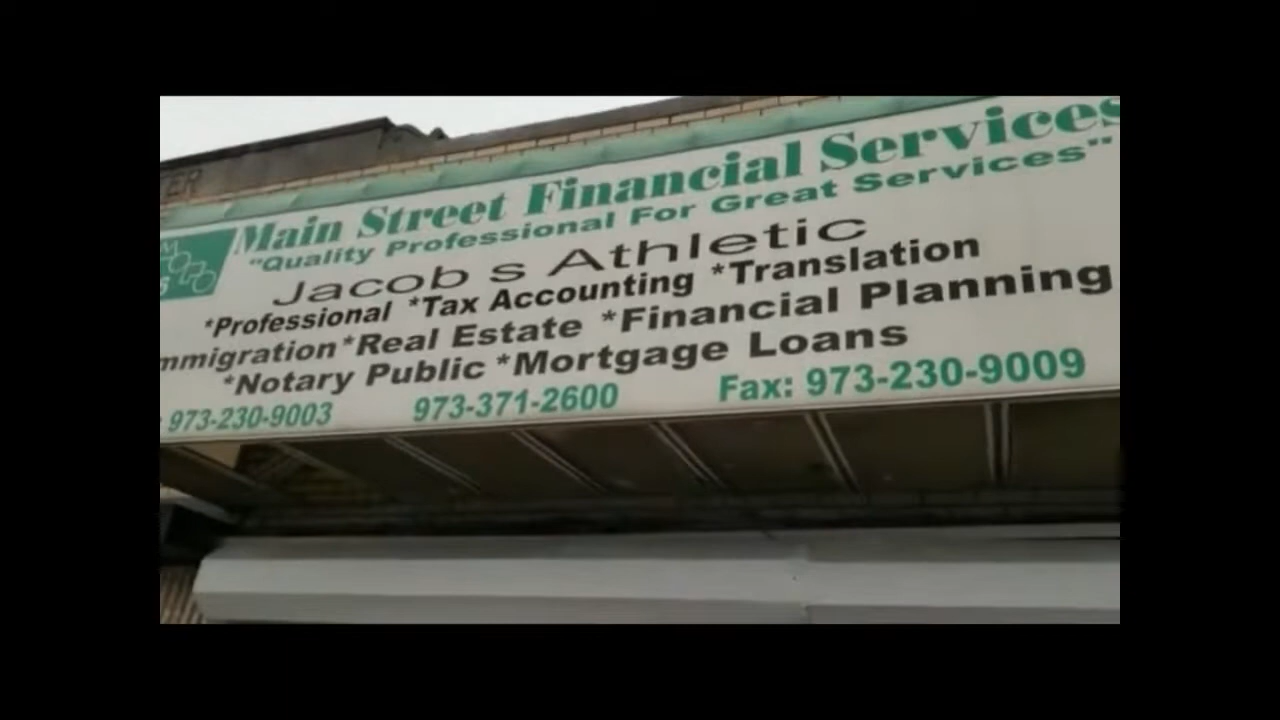 ER
Main Street Financial Services
"Quality Professional For Great Services"
Jacob s Athletic
*Professional *Tax Accounting *Translation
mmigration *Real Estate *Financial Planning
*Notary Public *Mortgage Loans
973-230-9003 973-371-2600 Fax: 973-230-9009